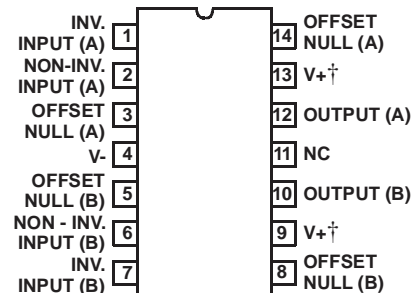 INV.
INPUT (A)
1
NON-INV.
INPUT (A)
2
OFFSET
NULL (A)
3
V-
4
OFFSET
NULL (B)
5
NON - INV.
INPUT (B)
6
INV.
INPUT (B)
7
14
OFFSET
NULL (A)
13
V+†
12
OUTPUT (A)
11
NC
10
OUTPUT (B)
9
V+†
8
OFFSET
NULL (B)